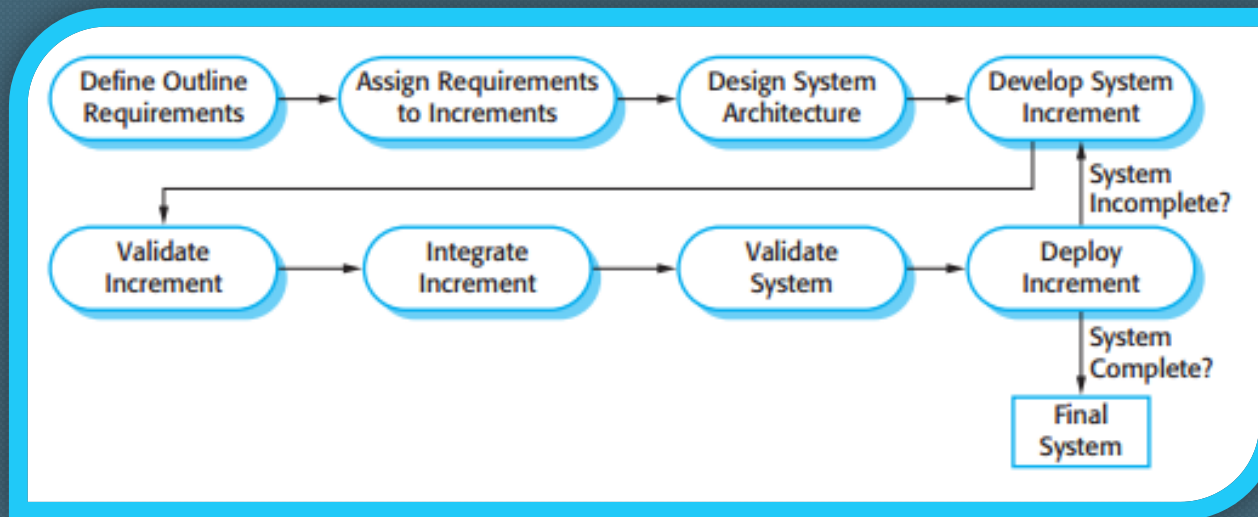 Define Outline
Requirements
Assign Requirements
to Increments
Design System
Architecture
Develop System
Increment
System
Incomplete?
Validate
Increment
Integrate
Increment
Validate
System
Deploy
Increment
System
Complete?
Final
System